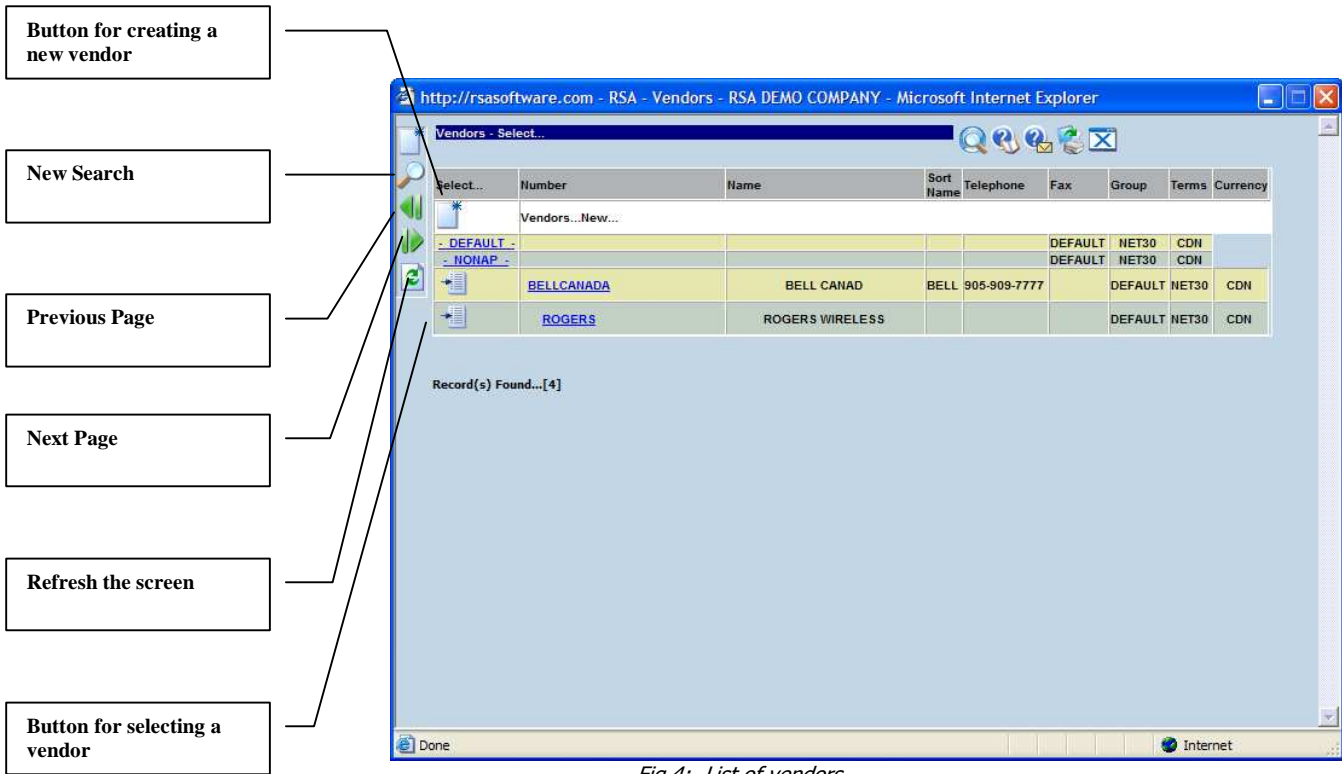 Button for creating a
new vendor
New Search
Previous Page
Next Page
Refresh the screen
Button for selecting a
vendor
http://rsasoftware.com - RSA - Vendors - RSA DEMO COMPANY - Microsoft Internet Explorer
Vendors - Select...
Select... Number Name Sort Name Telephone Fax Group Terms Currency
Vendors...New...
- DEFAULT - DEFAULT NET30 CDN
- NONAP - DEFAULT NET30 CDN
BELLCANADA BELL CANAD BELL 905-909-7777 DEFAULT NET30 CDN
ROGERS ROGERS WIRELESS DEFAULT NET30 CDN
Record(s) Found...[4]
Done Internet
Fig 4: List of vendors